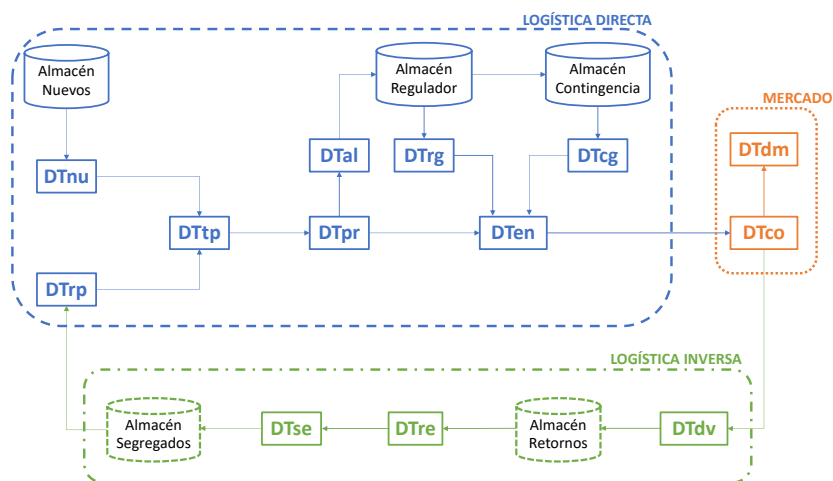 LOGÍSTICA DIRECTA
Almacén
Nuevos
Almacén
Regulador
Almacén
Contingencia
MERCADO
DTnu
DTal
DTrg
DTcg
DTdm
DTtp
DTpr
DTen
DTco
DTrp
LOGÍSTICA INVERSA
Almacén
Segregados
DTse
DTre
Almacén
Retornos
DTdv